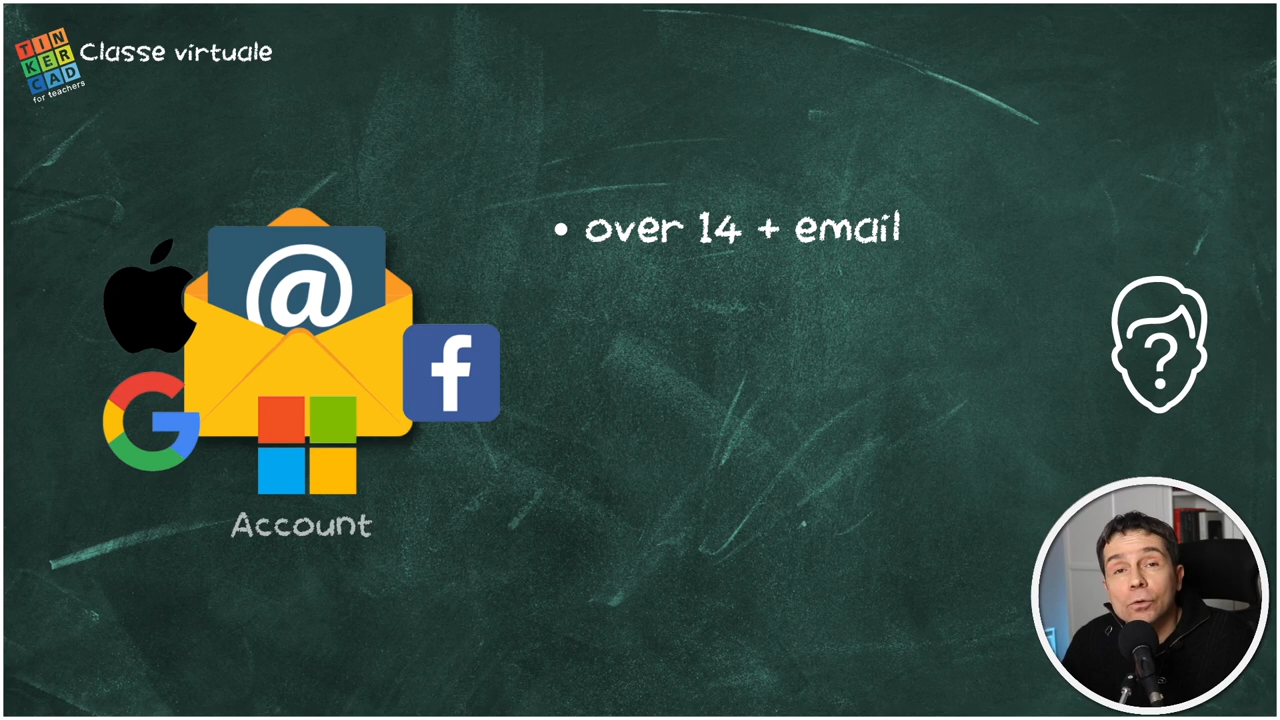 TIN
KER
CAD
for teachers
Classe virtuale
@
• over 14 + email
f
G
?
Account